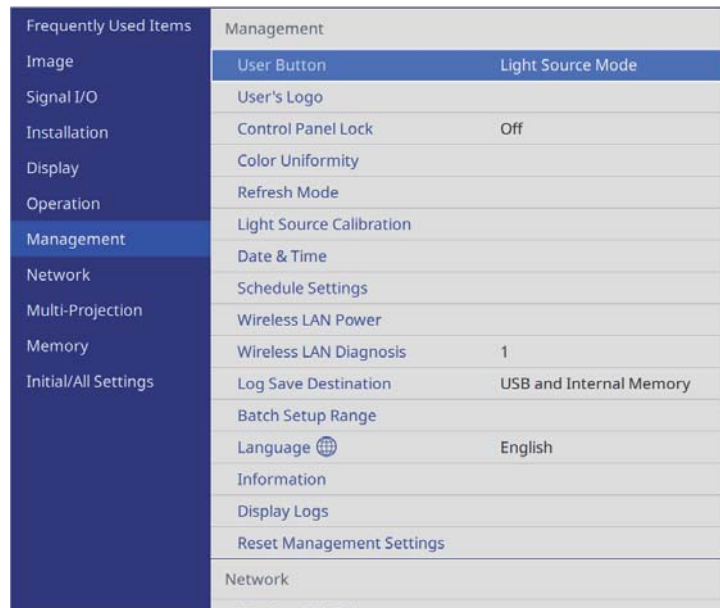 Frequently Used Items
Image
Signal I/O
Installation
Display
Operation
Management
Network
Multi-Projection
Memory
Initial/All Settings
Management
User Button Light Source Mode
User's Logo
Control Panel Lock Off
Color Uniformity
Refresh Mode
Light Source Calibration
Date & Time
Schedule Settings
Wireless LAN Power
Wireless LAN Diagnosis 1
Log Save Destination USB and Internal Memory
Batch Setup Range
Language English
Information
Display Logs
Reset Management Settings
Network